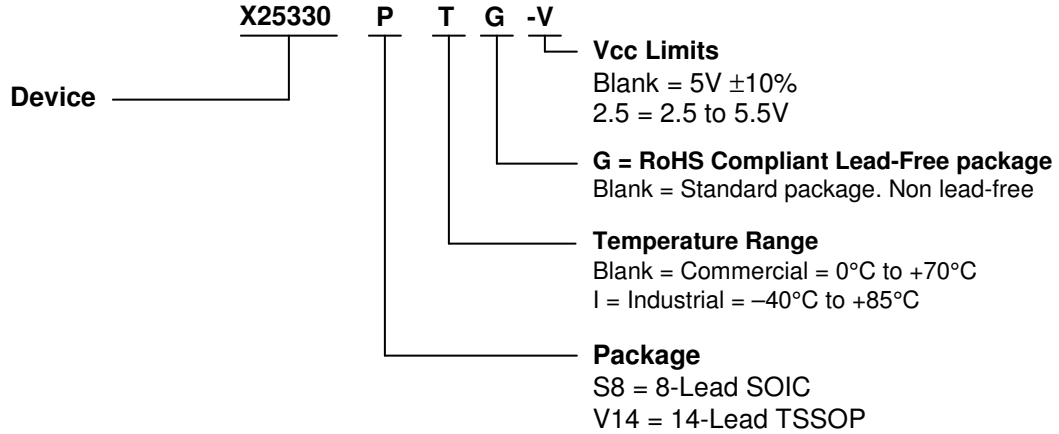 X25330 P T G -V
Device
Vcc Limits
Blank = 5V ±10%
2.5 = 2.5 to 5.5V
G = RoHS Compliant Lead-Free package
Blank = Standard package. Non lead-free
Temperature Range
Blank = Commercial = 0°C to +70°C
I = Industrial = –40°C to +85°C
Package
S8 = 8-Lead SOIC
V14 = 14-Lead TSSOP